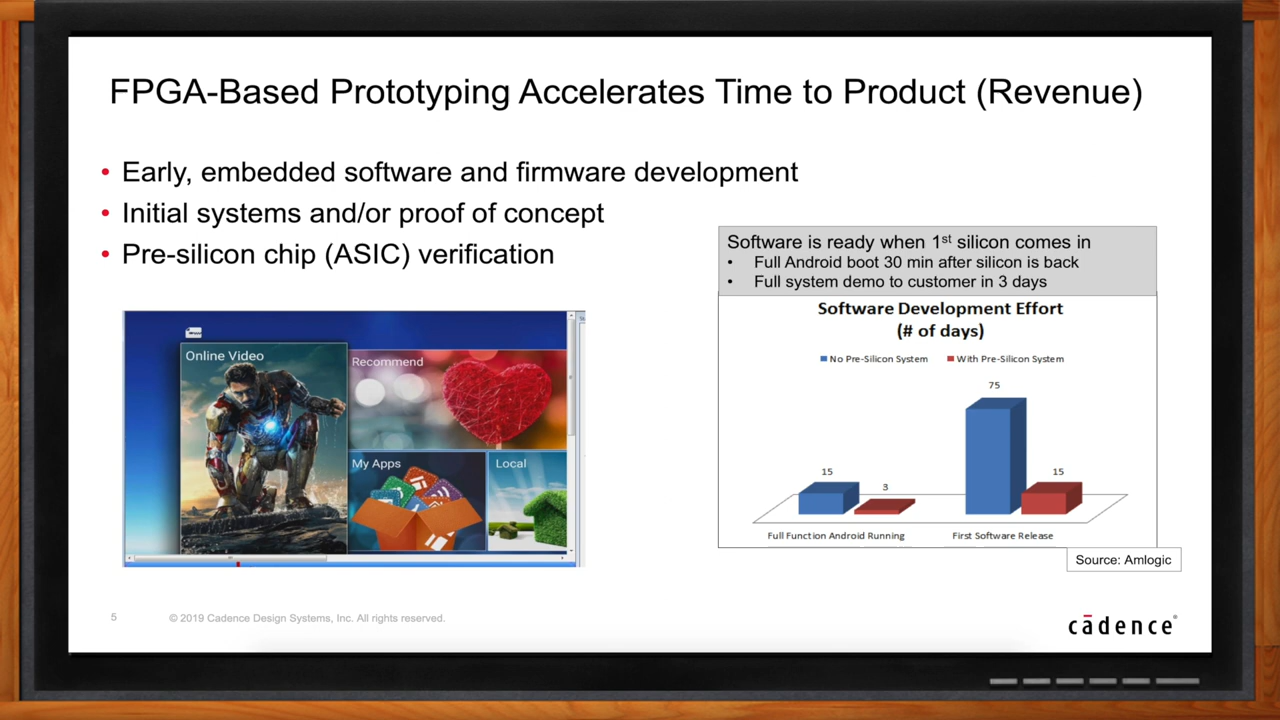 FPGA-Based Prototyping Accelerates Time to Product (Revenue)
• Early, embedded software and firmware development
• Initial systems and/or proof of concept
• Pre-silicon chip (ASIC) verification
Online Video
Recommend
My Apps
Local
Software is ready when 1st silicon comes in
• Full Android boot 30 min after silicon is back
• Full system demo to customer in 3 days
Software Development Effort
(# of days)
No Pre-Silicon System
With Pre-Silicon System
75
15
3
15
Full Function Android Running
First Software Release
Source: Amlogic
5
© 2019 Cadence Design Systems, Inc. All rights reserved.
cādence®